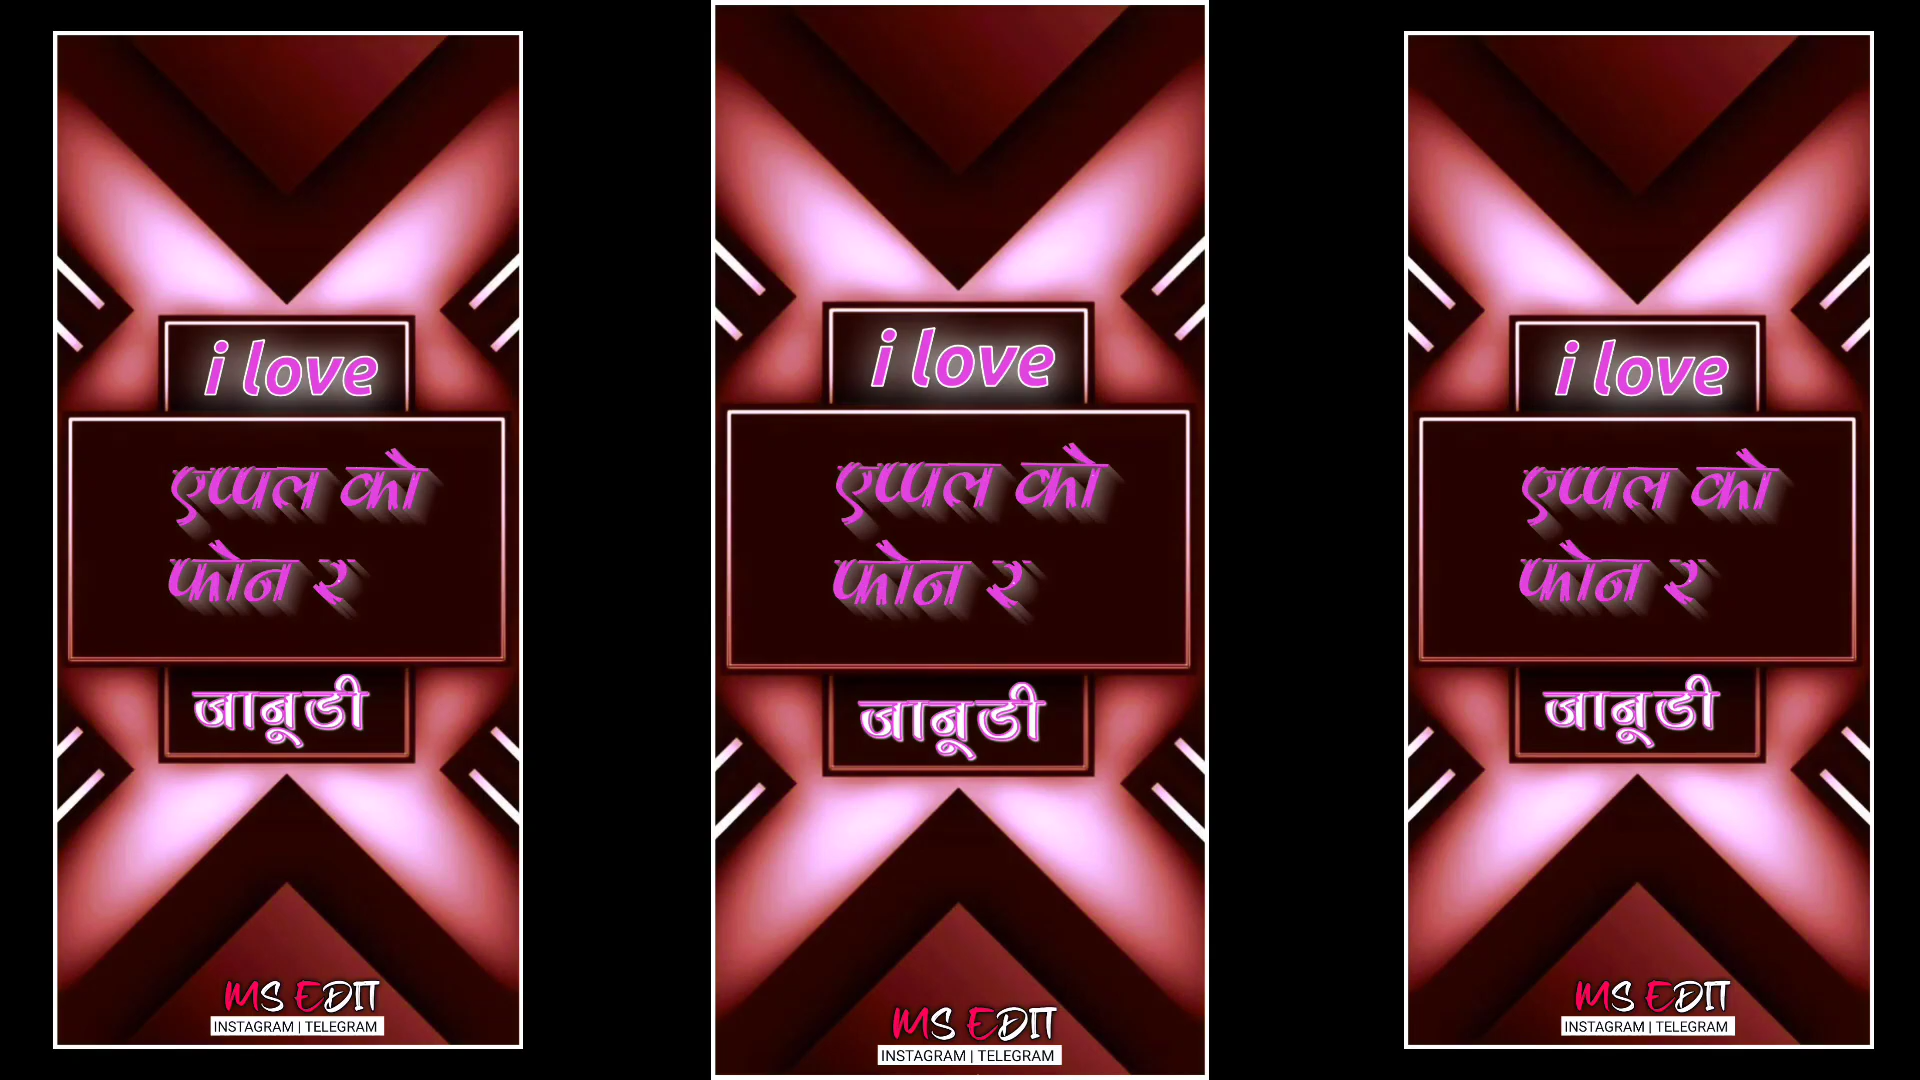 i love
एप्पल को
फोन र
जानूडी
MS EDIT
INSTAGRAM | TELEGRAM
i love
एप्पल को
फोन र
जानूडी
MS EDIT
INSTAGRAM | TELEGRAM
i love
एप्पल को
फोन र
जानूडी
MS EDIT
INSTAGRAM | TELEGRAM